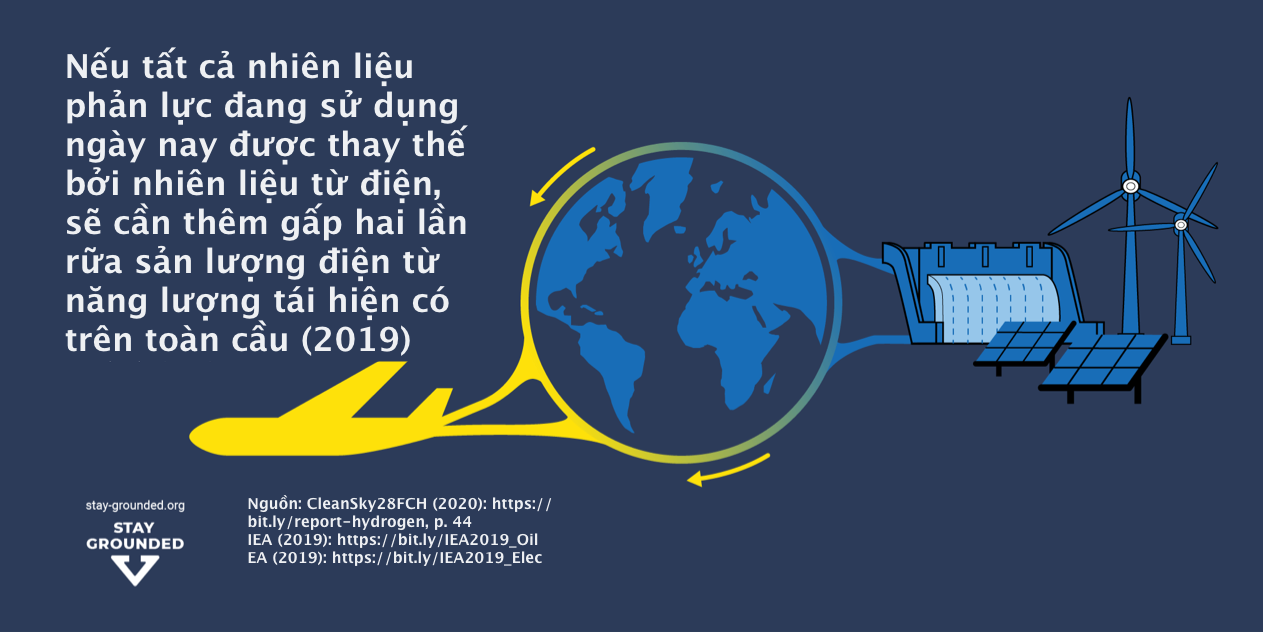 Nếu tất cả nhiên liệu
phản lực đang sử dụng
ngày nay được thay thế
bởi nhiên liệu từ điện,
sẽ cần thêm gấp hai lần
rữa sản lượng điện từ
năng lượng tái hiện có
trên toàn cầu (2019)
stay-grounded.org
STAY
GROUNDED
Nguồn: CleanSky28FCH (2020): https://
bit.ly/report-hydrogen, p. 44
IEA (2019): https://bit.ly/IEA2019_Oil
EA (2019): https://bit.ly/IEA2019_Elec